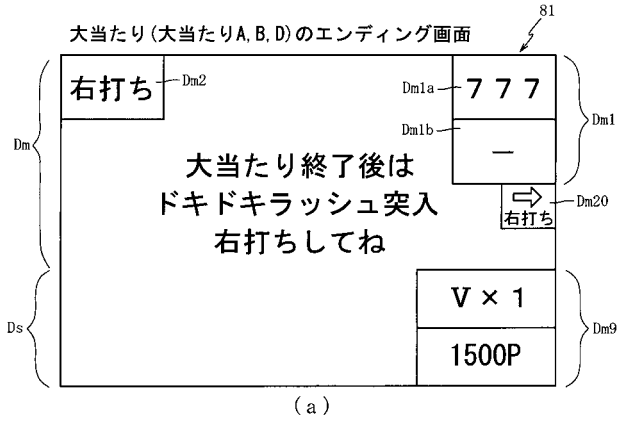 大当たり(大当たりA,B,D)のエンディング画面
81
右打ち
Dm2
Dm1a
777
Dm1
Dm1b
—
Dm
大当たり終了後は
ドキドキラッシュ突入
右打ちしてね
⇨
右打ち
Dm20
Ds
V×1
1500P
Dm9
(a)